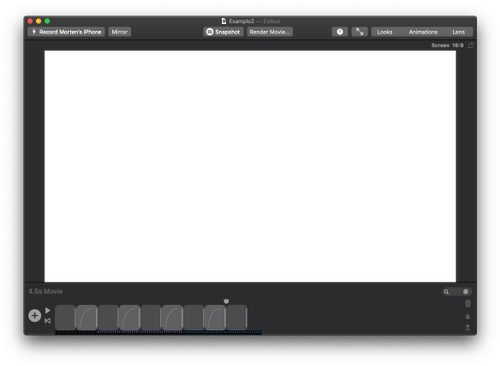 Example2 — Edited
Record Morten's iPhone
Mirror
Snapshot
Render Movie...
Looks
Animations
Lens
Screen 16:9
4.5s Movie